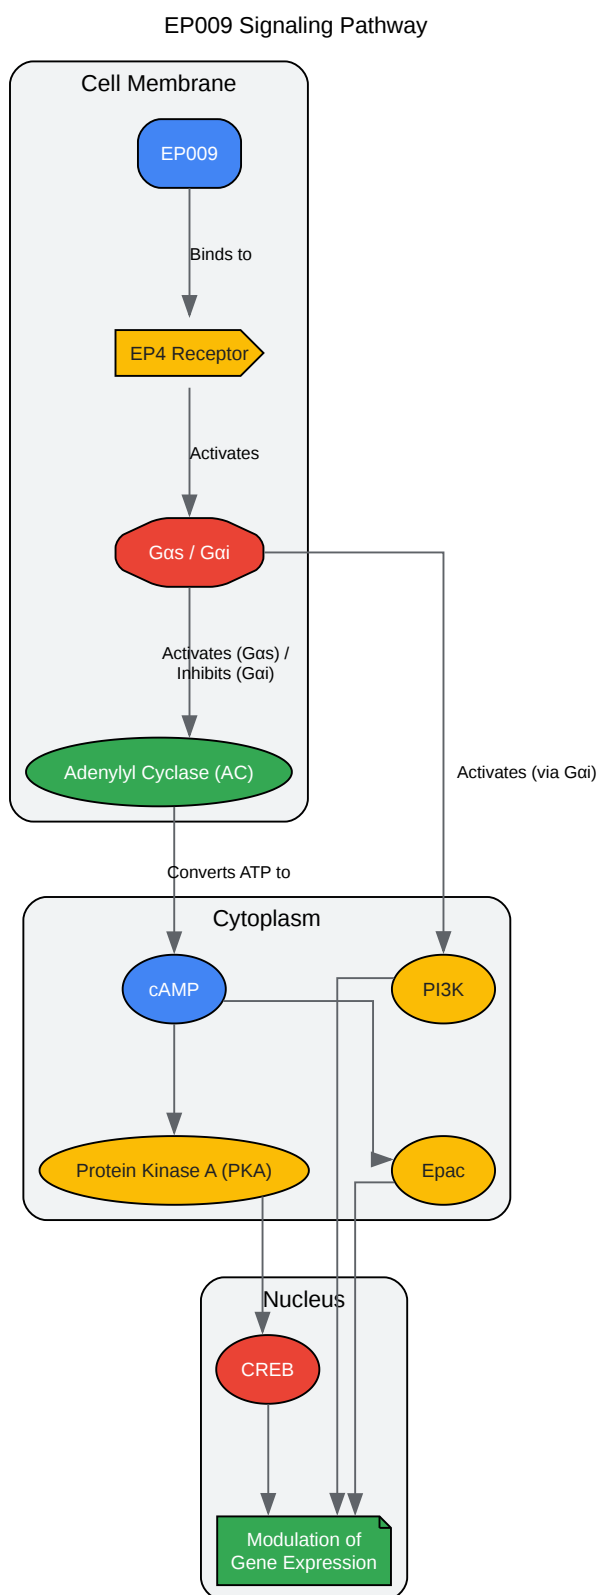 EP009 Signaling Pathway
Cell Membrane
EP009
Binds to
EP4 Receptor
Activates
Gαs / Gαi
Activates (Gαs) /
Inhibits (Gαi)
Adenylyl Cyclase (AC)
Activates (via Gαi)
Converts ATP to
Cytoplasm
cAMP
PI3K
Protein Kinase A (PKA)
Epac
Nucleus
CREB
Modulation of
Gene Expression